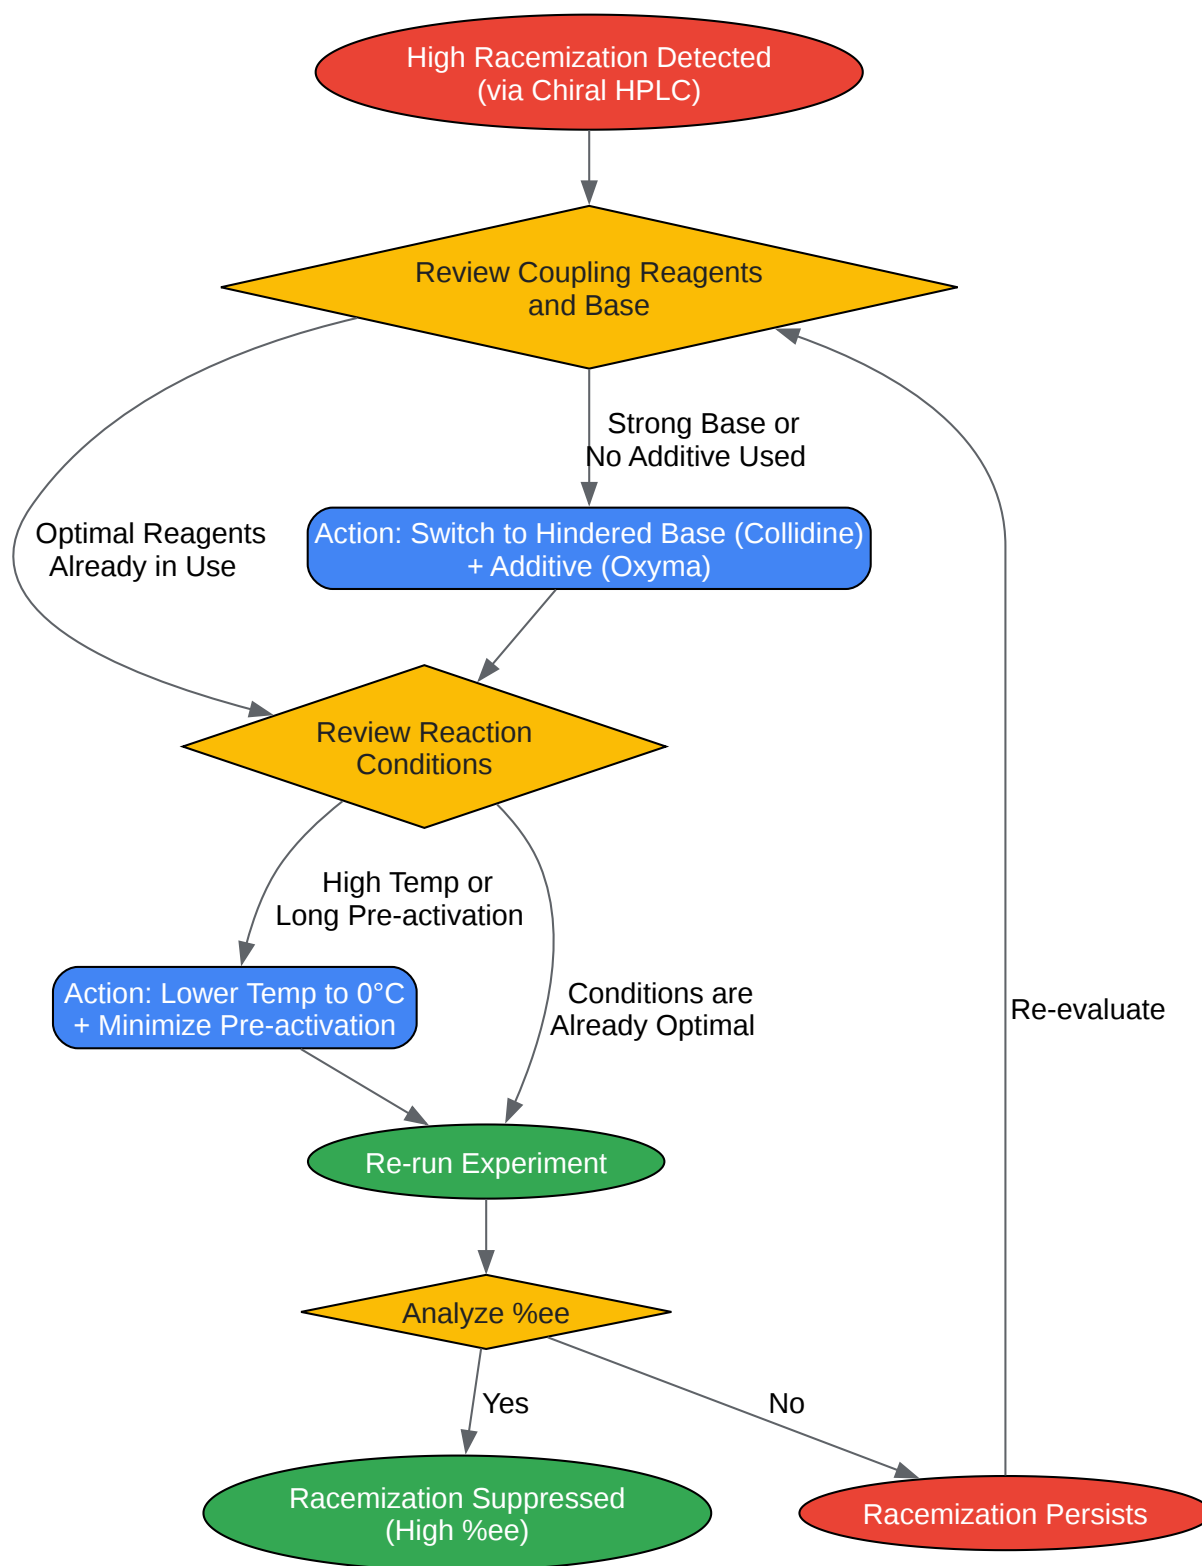 High Racemization Detected
(via Chiral HPLC)
Review Coupling Reagents
and Base
Strong Base or
No Additive Used
Optimal Reagents
Already in Use
Action: Switch to Hindered Base (Collidine)
+ Additive (Oxyma)
Review Reaction
Conditions
High Temp or
Long Pre-activation
Action: Lower Temp to 0°C
+ Minimize Pre-activation
Conditions are
Already Optimal
Re-evaluate
Re-run Experiment
Analyze %ee
Yes
No
Racemization Suppressed
(High %ee)
Racemization Persists